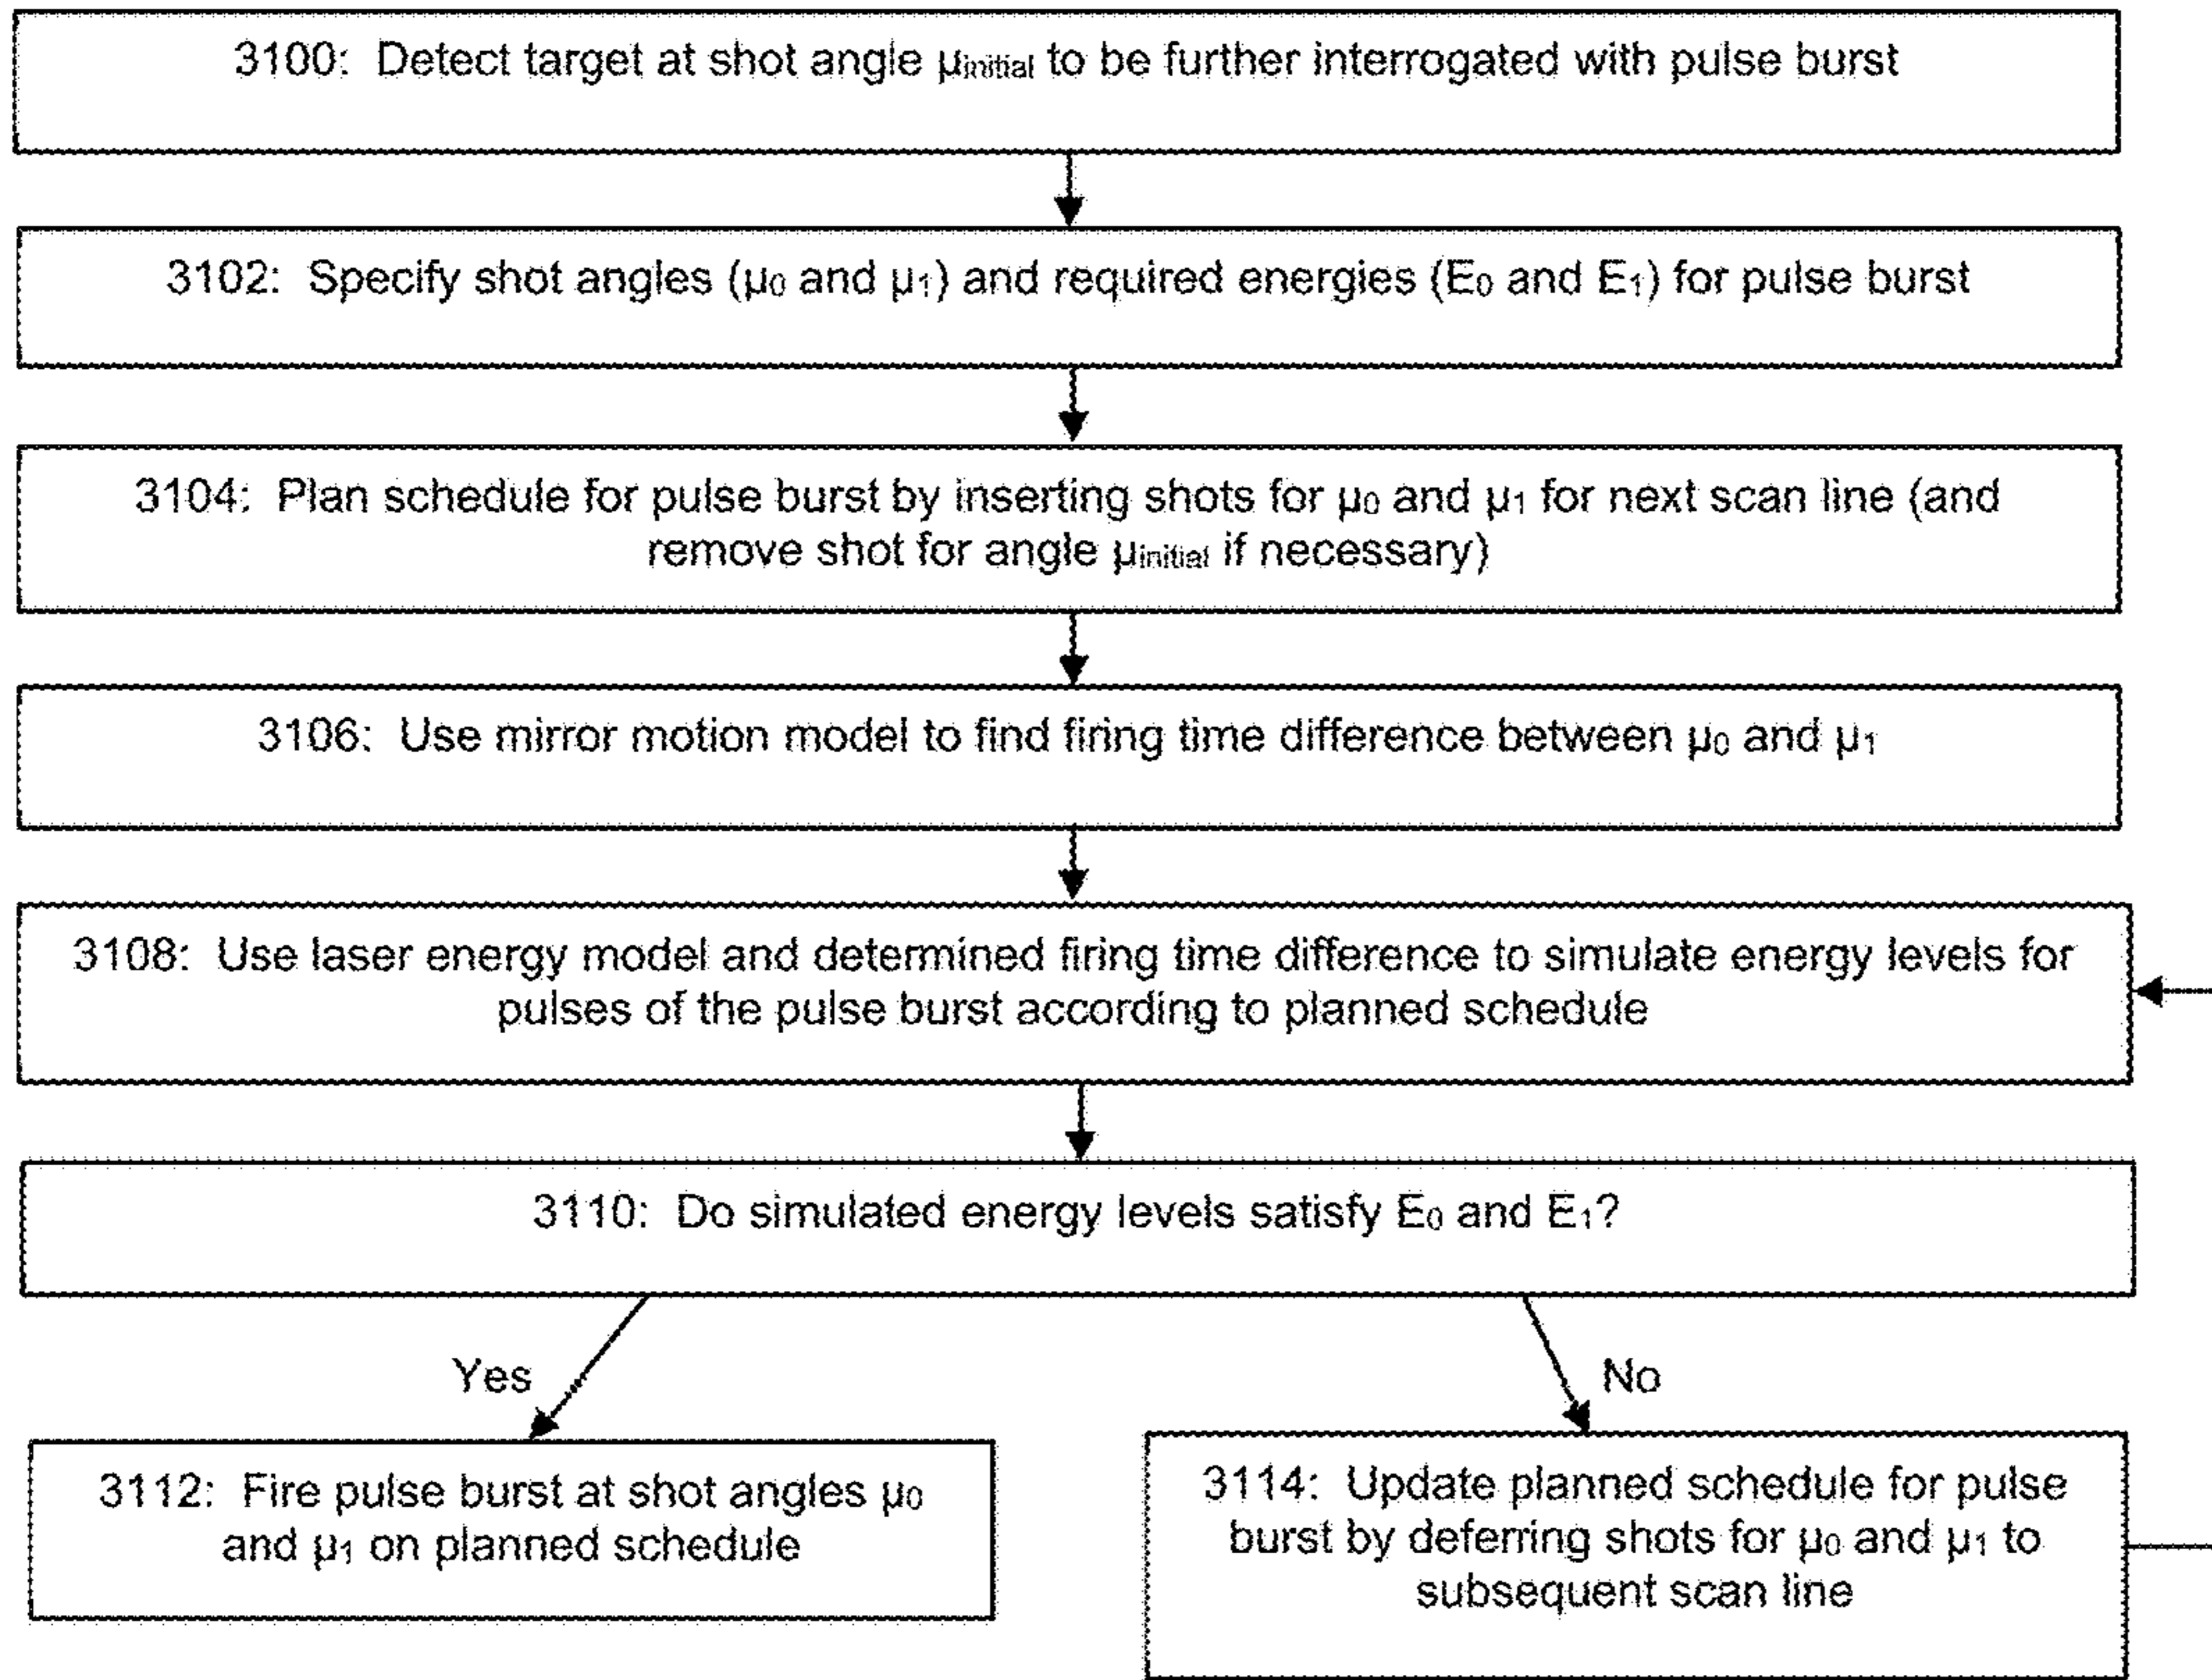 3100: Detect target at shot angle µinitial to be further interrogated with pulse burst
3102: Specify shot angles (µ0 and µ1) and required energies (E0 and E1) for pulse burst
3104: Plan schedule for pulse burst by inserting shots for µ0 and µ1 for next scan line (and
remove shot for angle µinitial if necessary)
3106: Use mirror motion model to find firing time difference between µ0 and µ1
3108: Use laser energy model and determined firing time difference to simulate energy levels for
pulses of the pulse burst according to planned schedule
3110: Do simulated energy levels satisfy E0 and E1?
Yes
No
3112: Fire pulse burst at shot angles µ0
and µ1 on planned schedule
3114: Update planned schedule for pulse
burst by deferring shots for µ0 and µ1 to
subsequent scan line